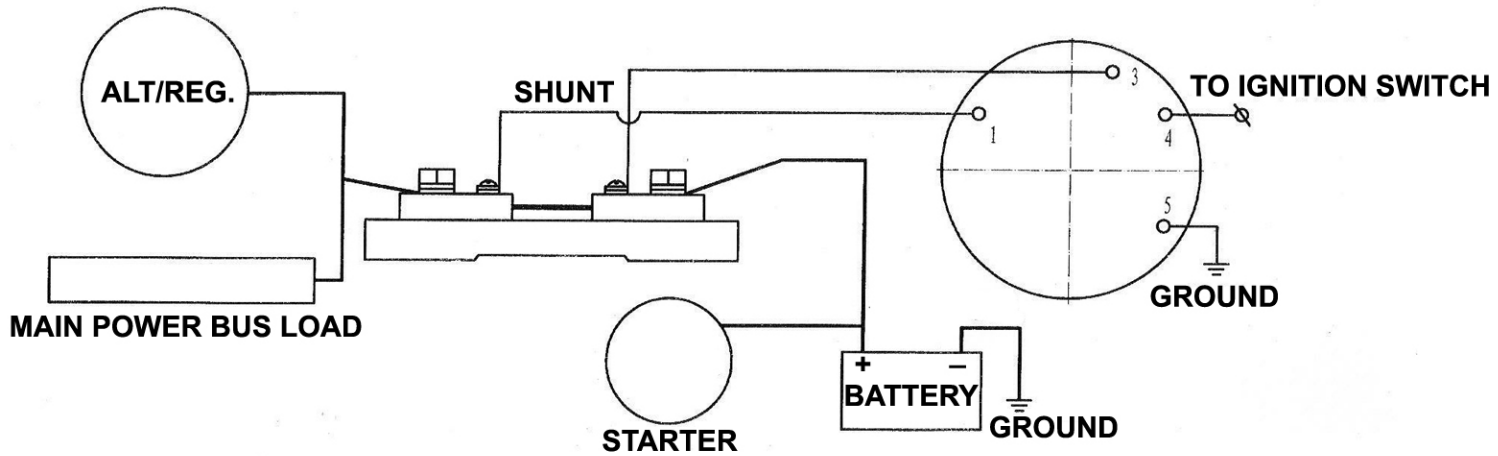 ALT/REG.
SHUNT
3
TO IGNITION SWITCH
1
4
5
GROUND
MAIN POWER BUS LOAD
+ −
BATTERY
GROUND
STARTER